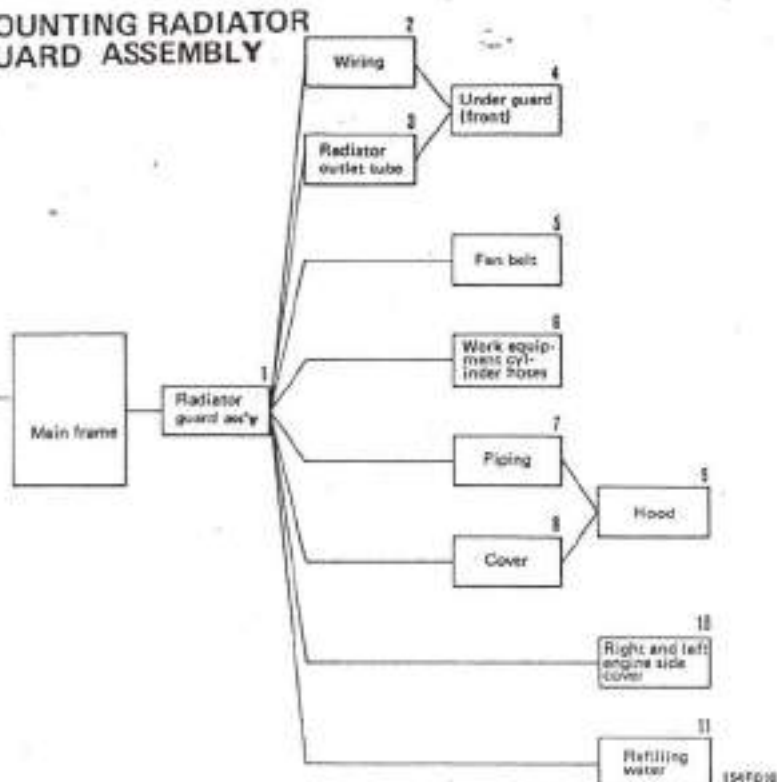 OUNTING RADIATOR
UARD ASSEMBLY
2
Wiring
4
Under guard
(front)
Radiator
outlet tube
5
Fan belt
6
Work equip-
ment cyl-
inder hoses
1
Radiator
guard ass'y
Main frame
7
Piping
Hood
8
Cover
10
Right and left
engine side
cover
11
Refilling
water